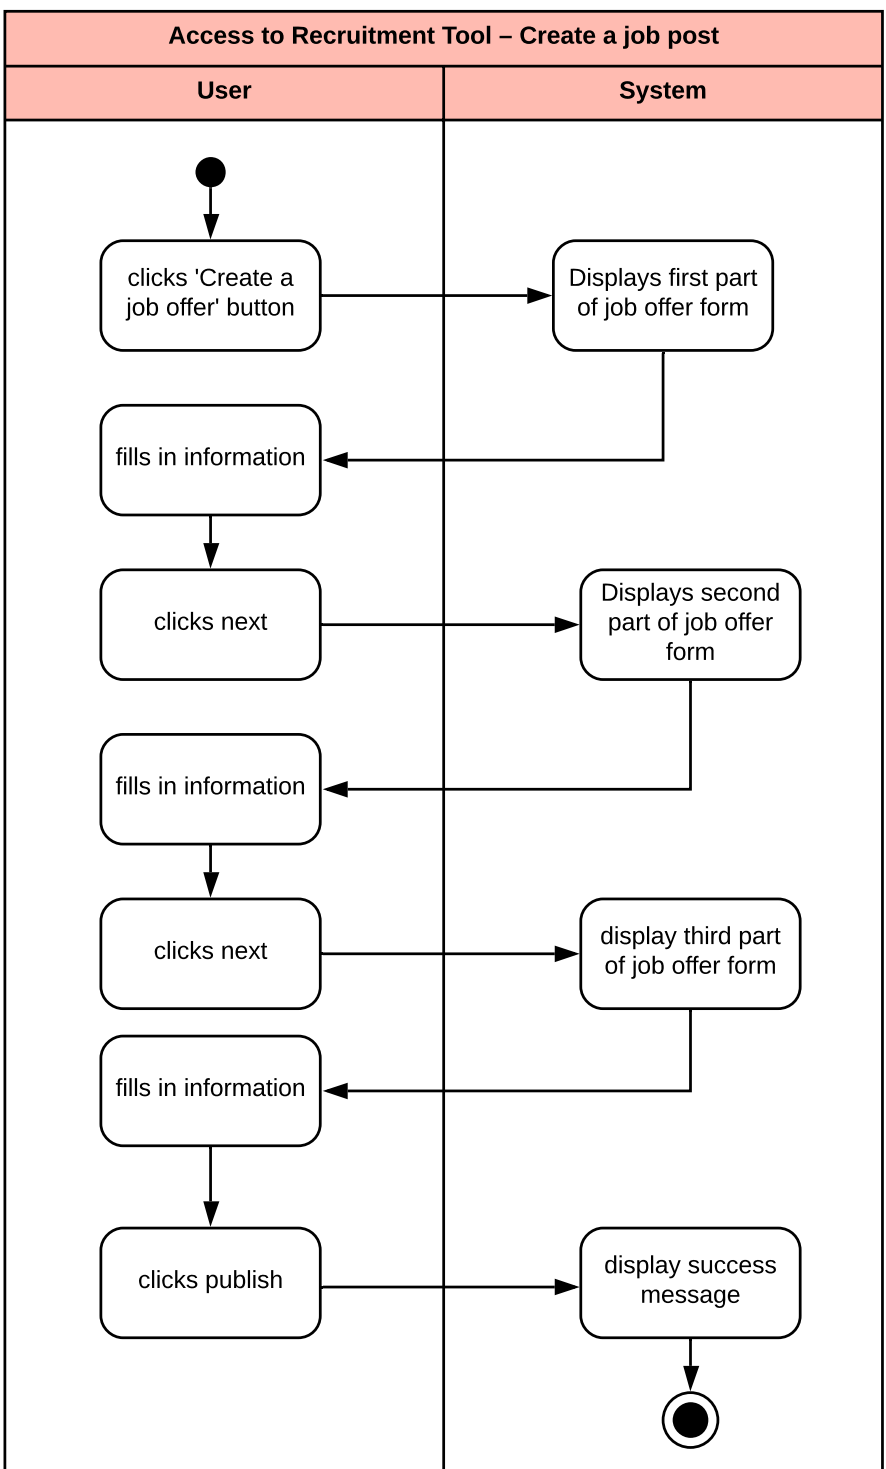 Access to Recruitment Tool – Create a job post
User
System
clicks 'Create a
job offer' button
Displays first part
of job offer form
fills in information
clicks next
Displays second
part of job offer
form
fills in information
clicks next
display third part
of job offer form
fills in information
clicks publish
display success
message